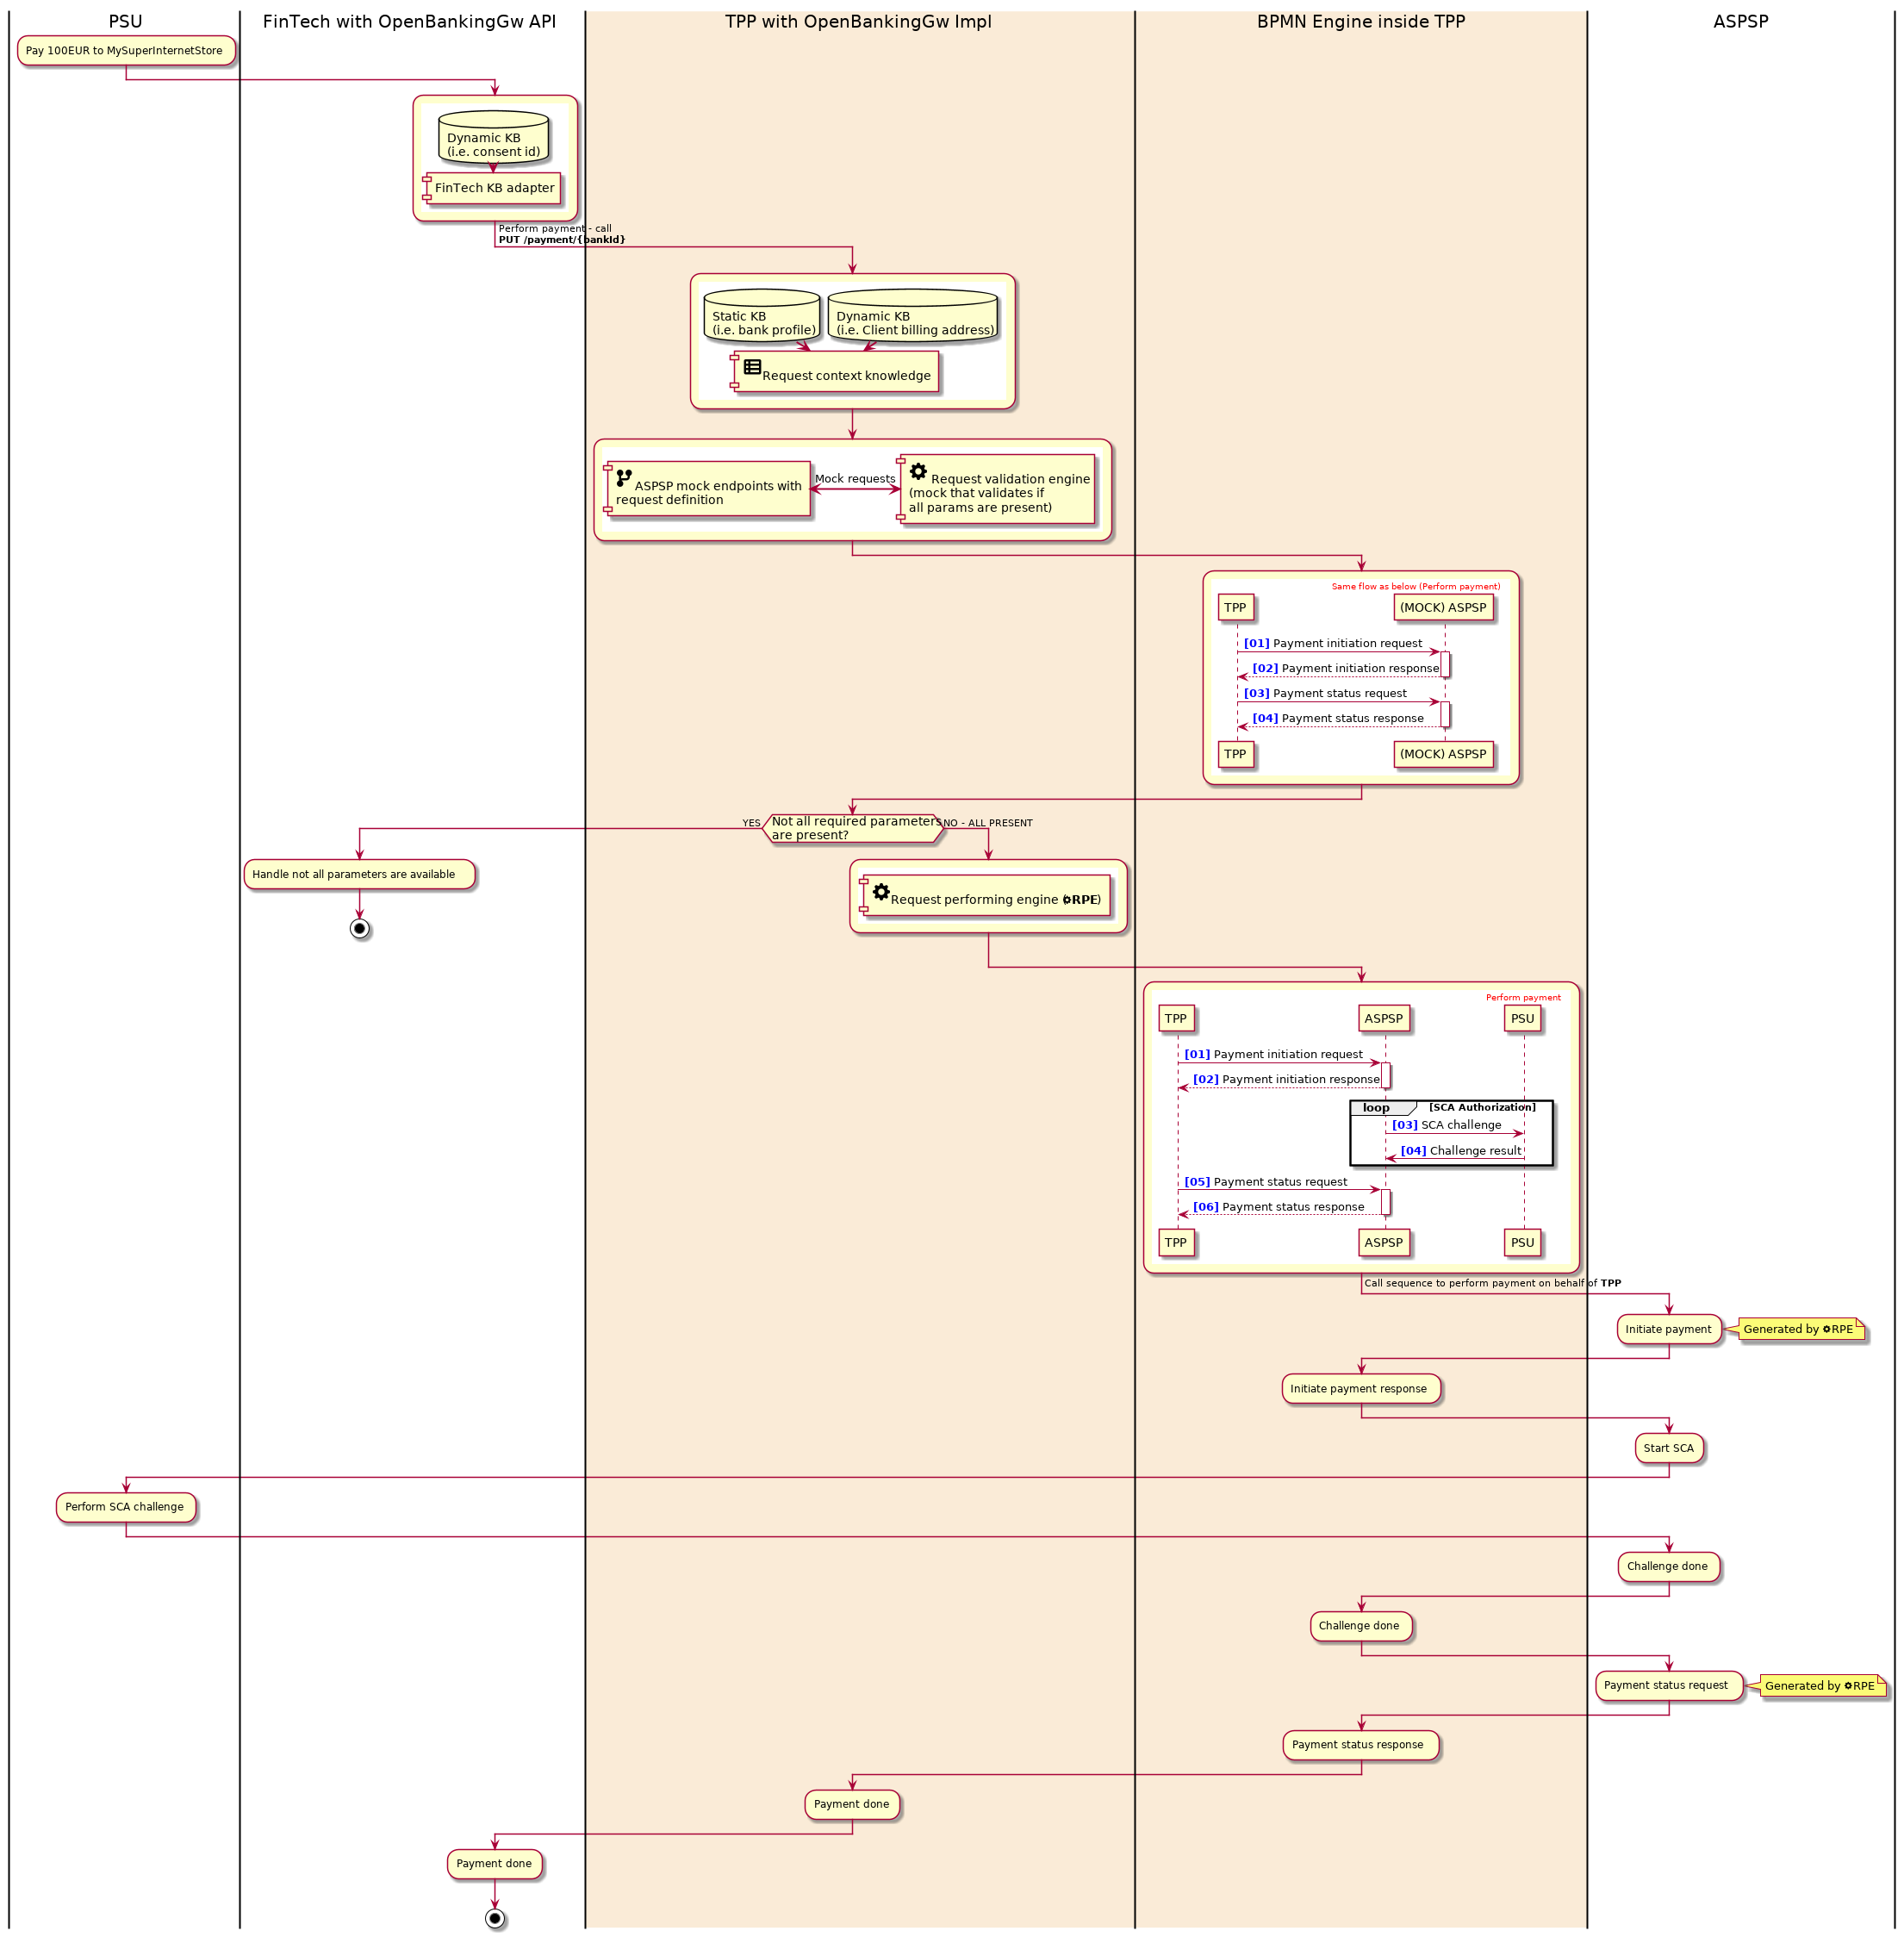 PSU
FinTech with OpenBankingGw API
TPP with OpenBankingGw Impl
BPMN Engine inside TPP
ASPSP
Pay 100EUR to MySuperInternetStore
Dynamic KB
(i.e. consent id)
FinTech KB adapter
Perform payment - call
PUT /payment/{bankId}
Static KB
(i.e. bank profile)
Dynamic KB
(i.e. Client billing address)
Request context knowledge
ASPSP mock endpoints with
request definition
Mock requests
Request validation engine
(mock that validates if
all params are present)
Same flow as below (Perform payment)
TPP
(MOCK) ASPSP
[01] Payment initiation request
[02] Payment initiation response
[03] Payment status request
[04] Payment status response
TPP
(MOCK) ASPSP
YES
Not all required parameters
are present?
NO - ALL PRESENT
Handle not all parameters are available
Request performing engine (RPE)
Perform payment
TPP
ASPSP
PSU
[01] Payment initiation request
[02] Payment initiation response
loop
[SCA Authorization]
[03] SCA challenge
[04] Challenge result
[05] Payment status request
[06] Payment status response
TPP
ASPSP
PSU
Call sequence to perform payment on behalf of TPP
Initiate payment
Generated by RPE
Initiate payment response
Start SCA
Perform SCA challenge
Challenge done
Challenge done
Payment status request
Generated by RPE
Payment status response
Payment done
Payment done